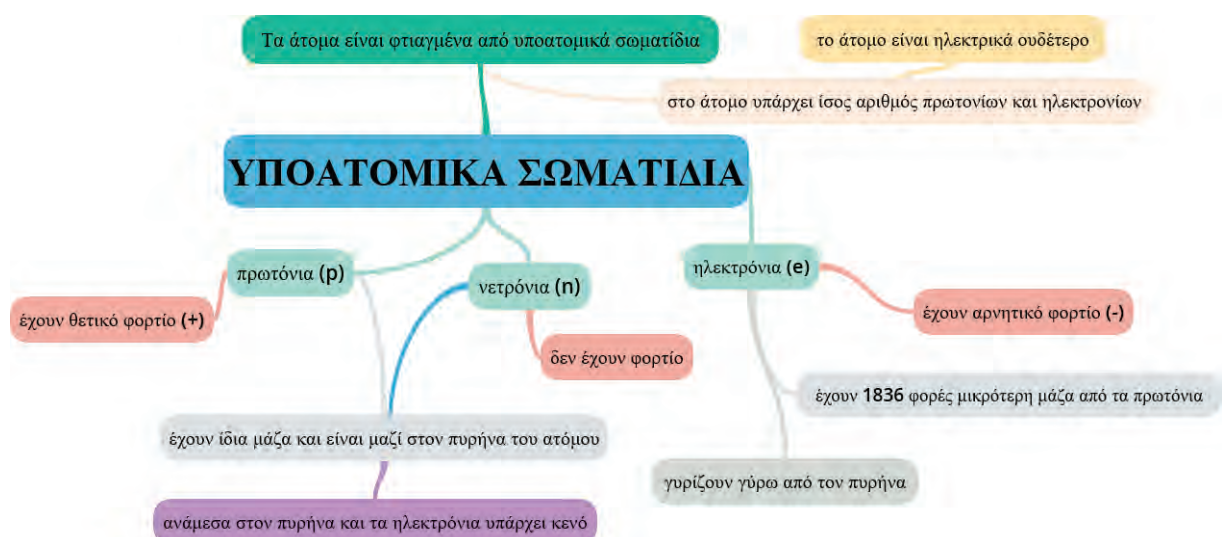 Τα άτομα είναι φτιαγμένα από υποατομικά σωματίδια
το άτομο είναι ηλεκτρικά ουδέτερο
στο άτομο υπάρχει ίσος αριθμός πρωτονίων και ηλεκτρονίων
ΥΠΟΑΤΟΜΙΚΑ ΣΩΜΑΤΙΔΙΑ
πρωτόνια (p)
νετρόνια (n)
ηλεκτρόνια (e)
έχουν θετικό φορτίο (+)
έχουν αρνητικό φορτίο (-)
δεν έχουν φορτίο
έχουν 1836 φορές μικρότερη μάζα από τα πρωτόνια
έχουν ίδια μάζα και είναι μαζί στον πυρήνα του ατόμου
γυρίζουν γύρω από τον πυρήνα
ανάμεσα στον πυρήνα και τα ηλεκτρόνια υπάρχει κενό